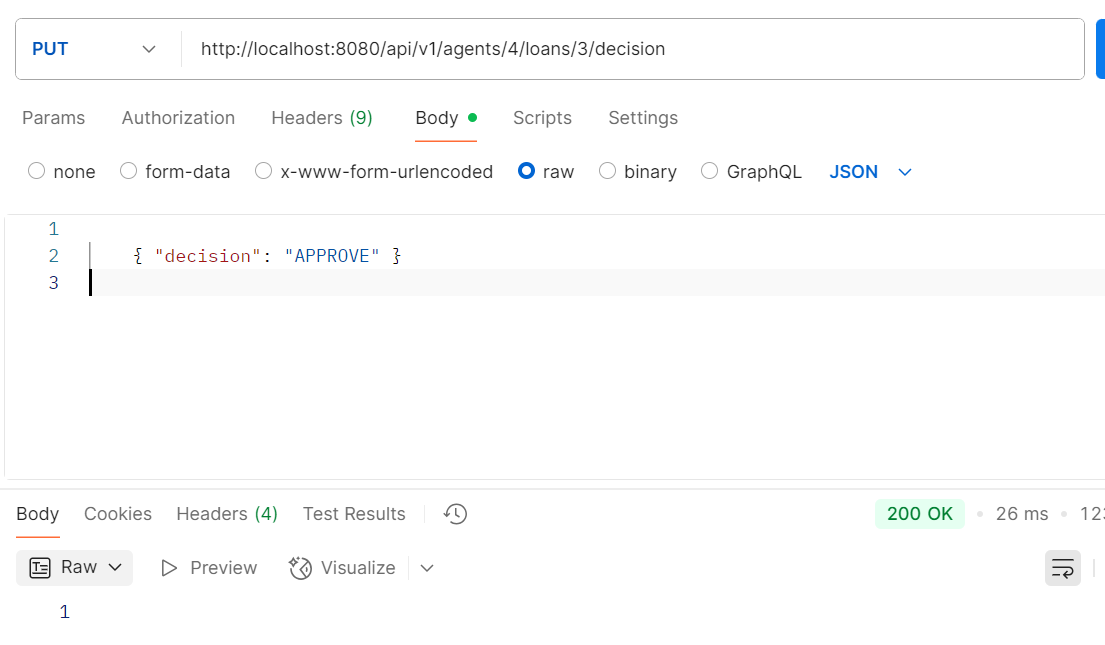 PUT http://localhost:8080/api/v1/agents/4/loans/3/decision
Params Authorization Headers (9) Body Scripts Settings
none form-data x-www-form-urlencoded raw binary GraphQL JSON
1
2 { "decision": "APPROVE" }
3
Body Cookies Headers (4) Test Results 200 OK 26 ms
Raw Preview Visualize
1